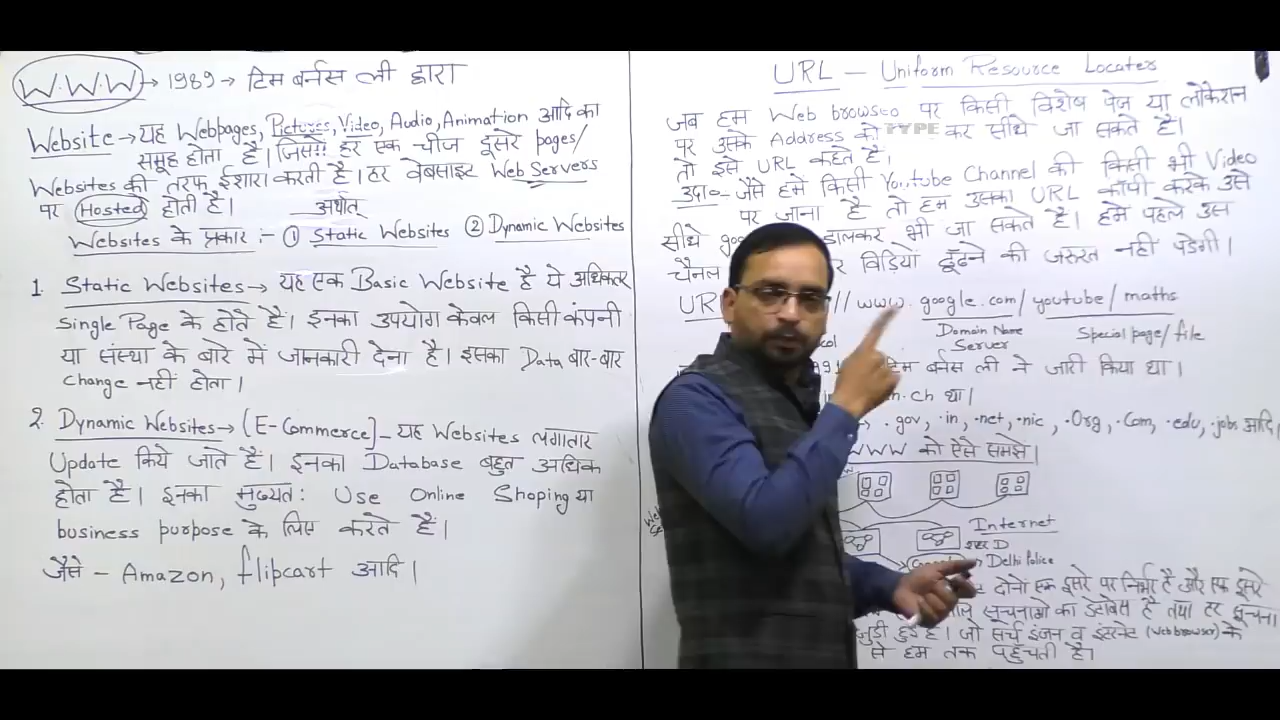 W.W.W → 1989 → टिम बर्नस ली द्वारा
Website → यह Webpages, Pictures, Video, Audio, Animation आदि का
समूह होता है। जिस!! हर एक चीज दूसरे pages/
Websites की तरफ ईशारा करती है। हर वेबसाइट Web Servers
पर Hosted होती है।
अर्थात्
Websites के प्रकार :- ① Static Websites ② Dynamic Websites
1. Static Websites → यह एक Basic Website है ये अधिकतर
Single Page के होते हैं। इनका उपयोग केवल किसी कंपनी
या संस्था के बारे में जानकारी देना है। इसका Data बार-बार
Change नहीं होता।
2. Dynamic Websites → (E-Commerce) - यह Websites लगातार
Update किये जाते हैं। इनका Database बहुत अधिक
होता है। इनका मुख्यत: Use Online Shoping या
business purpose के लिए करते हैं।
जैसे - Amazon, flipcart आदि।
URL - Uniform Resource Locater
जब हम Web browser पर किसी विशेष पेज या लोकेशन
पर उसके Address को TYPE कर सीधे जा सकते है।
तो इसे URL कहते है।
उदा०- जैसे हमें किसी Youtube Channel की किसी भी Video
पर जाना है तो हम उसका URL कॉपी करके उसे
सीधे डालकर भी जा सकते है। हमे पहले उस
चैनल विडियों ढूँढने की जरुरत नहीं पडेगी।
UR // www.google.com/youtube/maths
Domain Name Special page/file
Server
टिम बर्नस ली ने जारी किया था।
.ch था।
.gov, .in, .net, .nic, .Org, .Com, .edu, .jobs आदि
WWW को ऐसे समझे।
Internet
शहर D
Delhi Police
दोनों एक दूसरे पर निर्भर है और एक दूसरे
सूचनाओं का डेटाबेस है तथा हर सूचना
जुडी हुई है। जो सर्च इंजन व इंटरनेट (Web browser) के
से हम तक पहुँचती है।